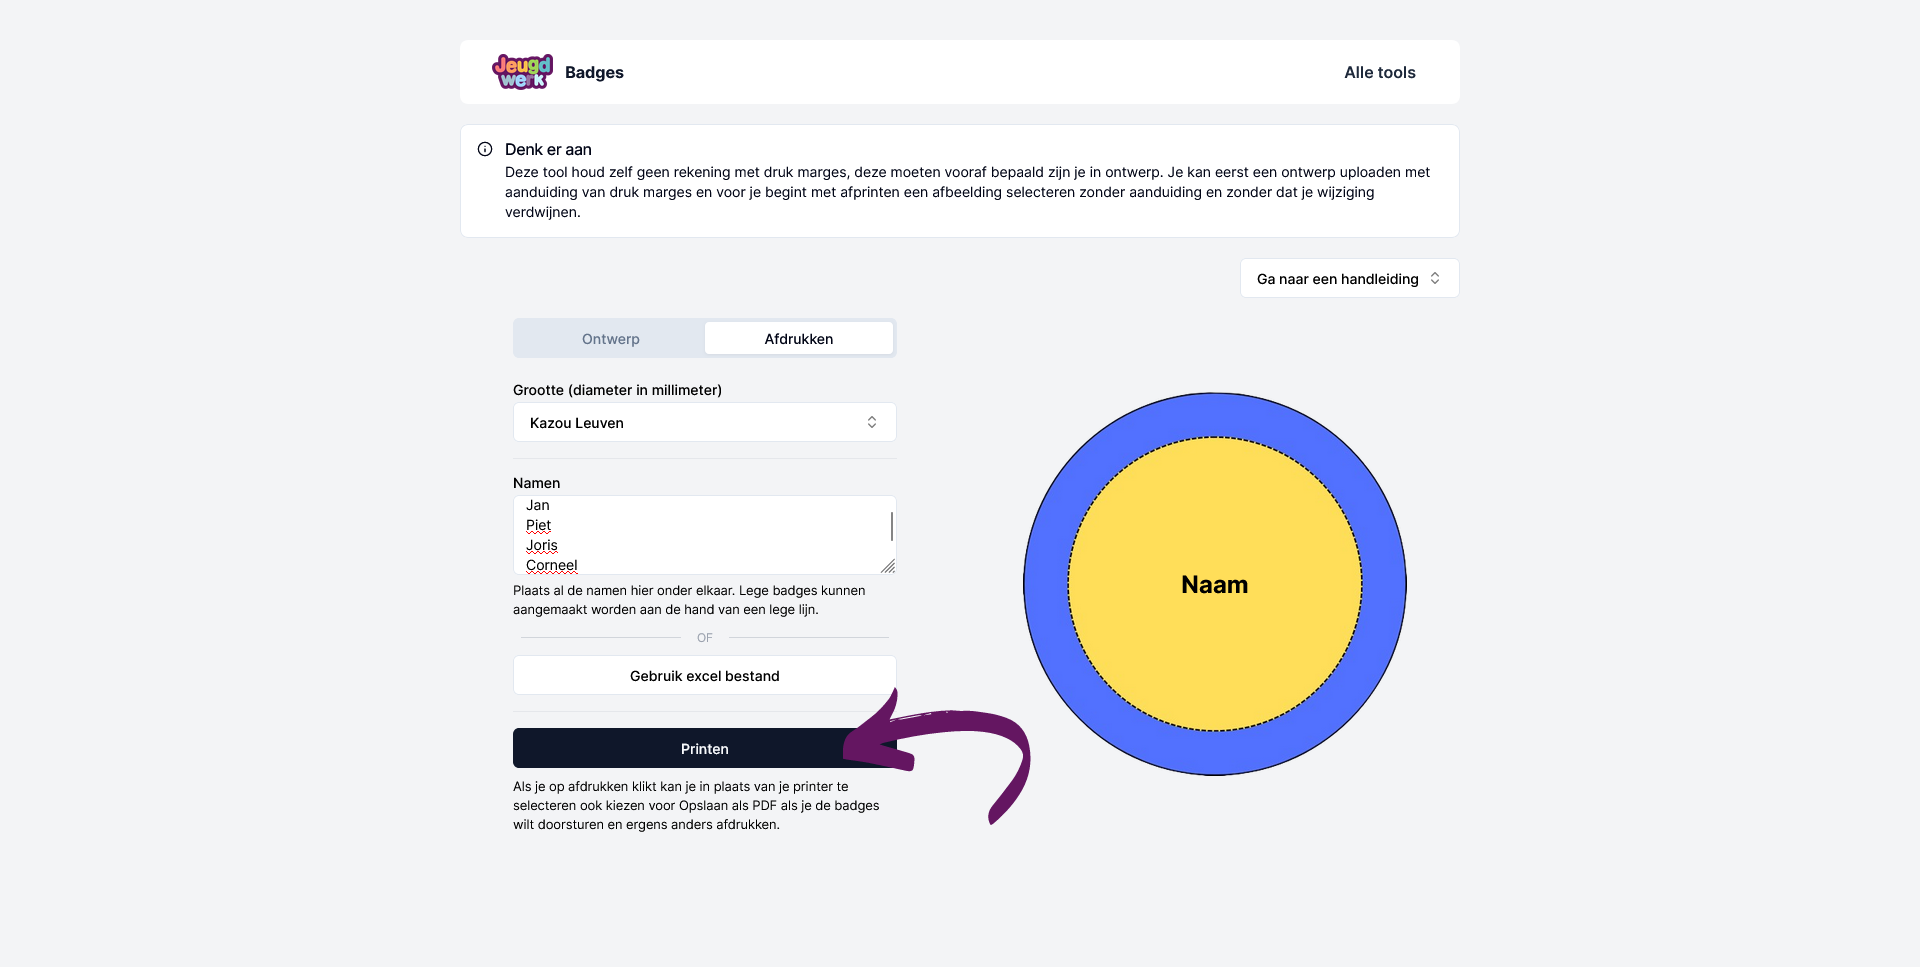 Jeugd
werk
Badges
Alle tools
Denk er aan
Deze tool houd zelf geen rekening met druk marges, deze moeten vooraf bepaald zijn je in ontwerp. Je kan eerst een ontwerp uploaden met
aanduiding van druk marges en voor je begint met afprinten een afbeelding selecteren zonder aanduiding en zonder dat je wijziging
verdwijnen.
Ga naar een handleiding
Ontwerp
Afdrukken
Grootte (diameter in millimeter)
Kazou Leuven
Namen
Jan
Piet
Joris
Corneel
Plaats al de namen hier onder elkaar. Lege badges kunnen
aangemaakt worden aan de hand van een lege lijn.
OF
Gebruik excel bestand
Printen
Als je op afdrukken klikt kan je in plaats van je printer te
selecteren ook kiezen voor Opslaan als PDF als je de badges
wilt doorsturen en ergens anders afdrukken.
Naam